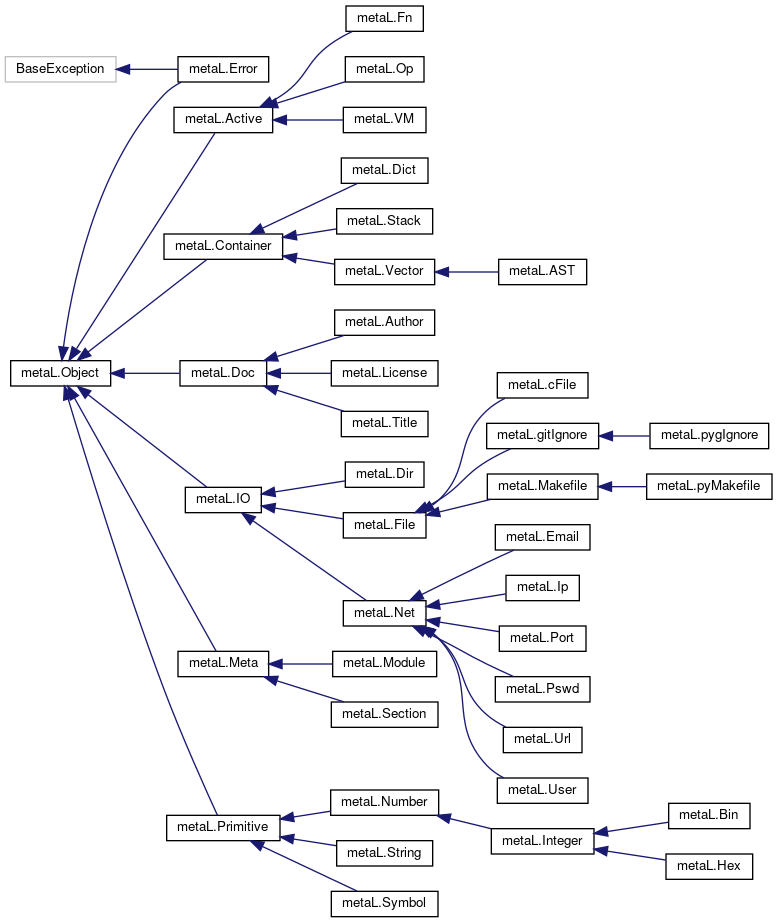 metaL.Fn
BaseException
metaL.Error
metaL.Op
metaL.Active
metaL.VM
metaL.Dict
metaL.Stack
metaL.Container
metaL.Vector
metaL.AST
metaL.Author
metaL.Object
metaL.Doc
metaL.License
metaL.cFile
metaL.Title
metaL.gitIgnore
metaL.pygIgnore
metaL.Dir
metaL.IO
metaL.Makefile
metaL.pyMakefile
metaL.File
metaL.Email
metaL.Ip
metaL.Net
metaL.Port
metaL.Meta
metaL.Module
metaL.Pswd
metaL.Section
metaL.Url
metaL.User
metaL.Number
metaL.Bin
metaL.Primitive
metaL.Integer
metaL.String
metaL.Hex
metaL.Symbol